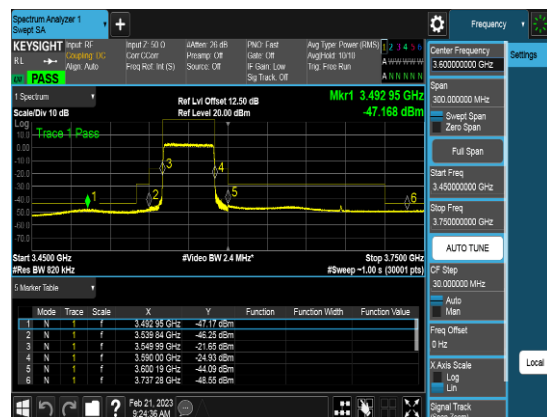 Spectrum Analyzer 1
Swept SA
+
Frequency
KEYSIGHT Input: RF Input Z: 50 Ω #Atten: 26 dB PNO: Fast Avg Type: Power (RMS) 1 2 3 4 5 6
RL Coupling: DC Corr CCorr Preamp: Off Gate: Off Avg|Hold: 10/10 A W W W W W
Align: Auto Freq Ref: Int (S) Source: Off IF Gain: Low Trig: Free Run
Sig Track: Off A N N N N N
PASS
1 Spectrum
Ref Lvl Offset 12.50 dB Mkr1 3.492 95 GHz
Scale/Div 10 dB Ref Level 20.00 dBm -47.168 dBm
Log
Trace 1 Pass
10.0
0.00
-10.0
-20.0
-30.0
-40.0
-50.0
-60.0
-70.0
1
2
3
4
5
6
Start 3.4500 GHz #Video BW 2.4 MHz* Stop 3.7500 GHz
#Res BW 820 kHz #Sweep ~1.00 s (30001 pts)
5 Marker Table
Mode Trace Scale X Y Function Function Width Function Value
1 N 1 f 3.492 95 GHz -47.17 dBm
2 N 1 f 3.539 84 GHz -46.25 dBm
3 N 1 f 3.549 99 GHz -21.65 dBm
4 N 1 f 3.590 00 GHz -24.93 dBm
5 N 1 f 3.600 19 GHz -44.09 dBm
6 N 1 f 3.737 28 GHz -48.55 dBm
Feb 21, 2023
9:24:36 AM
?
Center Frequency
3.600000000 GHz
Settings
Span
300.000000 MHz
Swept Span
Zero Span
Full Span
Start Freq
3.450000000 GHz
Stop Freq
3.750000000 GHz
AUTO TUNE
CF Step
30.000000 MHz
Auto
Man
Freq Offset
0 Hz
X Axis Scale
Log
Lin
Local
Signal Track
(Span Zoom)